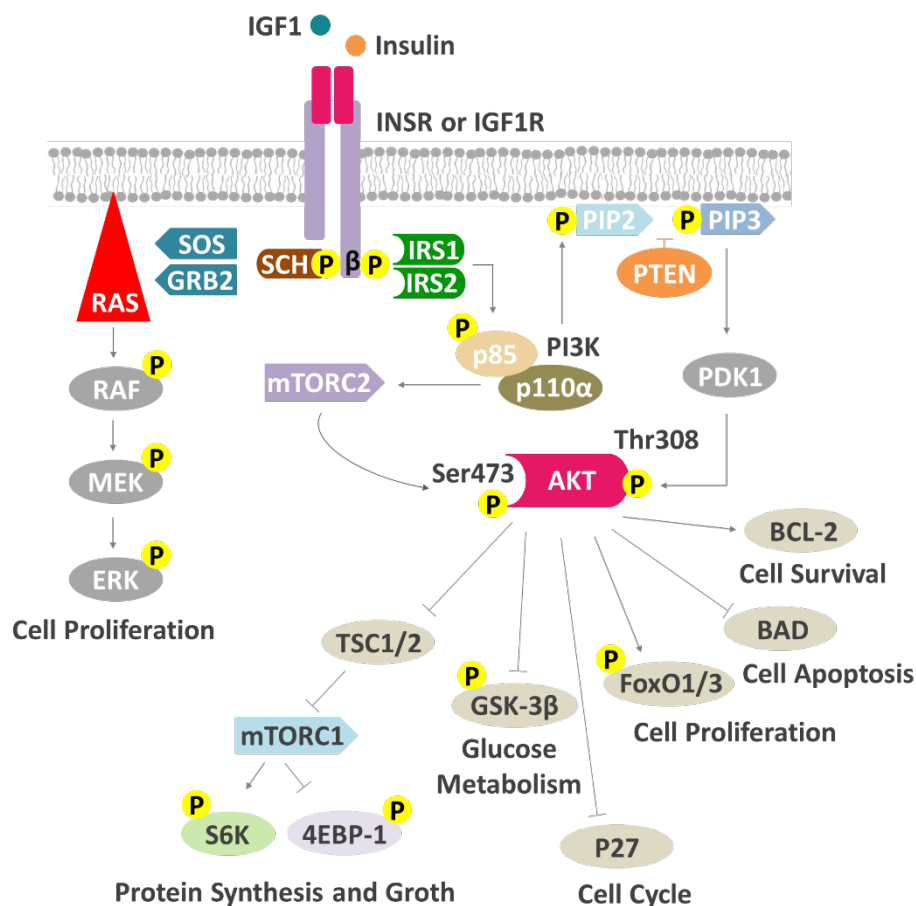 IGF1
Insulin
INSR or IGF1R
SOS
GRB2
RAS
SCH
P
β
P
IRS1
IRS2
P
PIP2
P
PIP3
PTEN
P
p85
PI3K
p110α
mTORC2
PDK1
P
RAF
P
MEK
P
ERK
Cell Proliferation
Thr308
Ser473
AKT
P
P
BCL-2
Cell Survival
BAD
Cell Apoptosis
P
FoxO1/3
Cell Proliferation
TSC1/2
P
GSK-3β
Glucose
Metabolism
mTORC1
P
S6K
P
4EBP-1
Protein Synthesis and Groth
P27
Cell Cycle